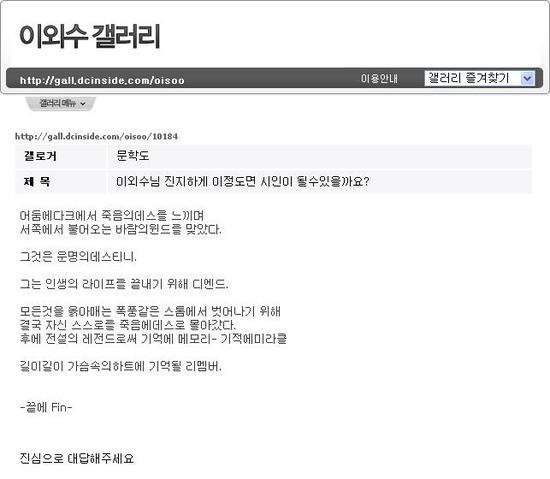 이외수 갤러리
http://gall.dcinside.com/oisoo
이용안내
갤러리 즐겨찾기
갤러리 메뉴
http://gall.dcinside.com/oisoo/10184
갤로거 문학도
제 목 이외수님 진지하게 이정도면 시인이 될수있을까요?
어둠에다크에서 죽음의데스를 느끼며
서쪽에서 불어오는 바람의윈드를 맞았다.
그것은 운명의데스티니.
그는 인생의 라이프를 끝내기 위해 디엔드.
모든것을 옭아매는 폭풍같은 스톰에서 벗어나기 위해
결국 자신 스스로를 죽음에데스로 몰아갔다.
후에 전설의 레전드로써 기억에 메모리- 기적에미라클
길이길이 가슴속의하트에 기억될 리멤버.
-끝에 Fin-
진심으로 대답해주세요